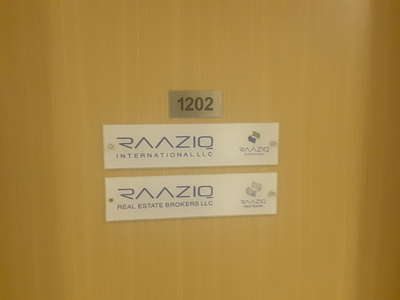 1202
RAAZIQ
INTERNATIONAL LLC
RAAZIQ
RAAZIQ
REAL ESTATE BROKERS LLC
RAAZIQ